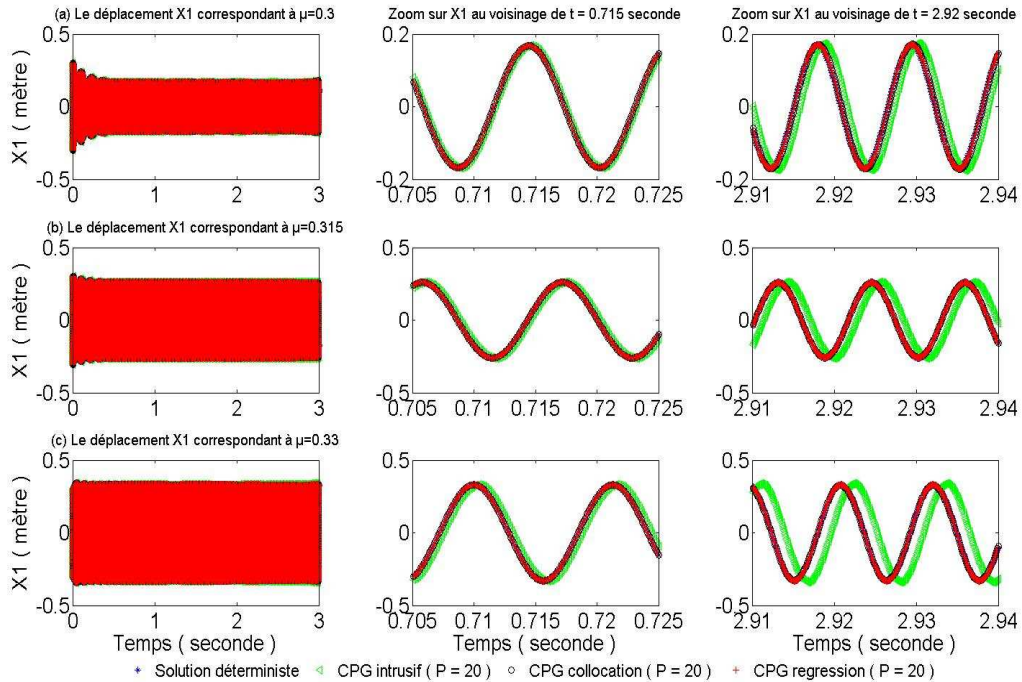 (a) Le déplacement X1 correspondant à μ=0.3
Zoom sur X1 au voisinage de t = 0.715 seconde
Zoom sur X1 au voisinage de t = 2.92 seconde
X1 ( mètre )
0.5
0
-0.5
0 1 2 3
0.2
0
-0.2
0.705 0.71 0.715 0.72 0.725
0.2
0
-0.2
2.91 2.92 2.93 2.94
(b) Le déplacement X1 correspondant à μ=0.315
X1 ( mètre )
0.5
0
-0.5
0 1 2 3
0.5
0
-0.5
0.705 0.71 0.715 0.72 0.725
0.5
0
-0.5
2.91 2.92 2.93 2.94
(c) Le déplacement X1 correspondant à μ=0.33
X1 ( mètre )
0.5
0
-0.5
0 1 2 3
Temps ( seconde )
0.5
0
-0.5
0.705 0.71 0.715 0.72 0.725
Temps ( seconde )
0.5
0
-0.5
2.91 2.92 2.93 2.94
Temps ( seconde )
Solution déterministe
CPG intrusif ( P = 20 )
CPG collocation ( P = 20 )
CPG regression ( P = 20 )